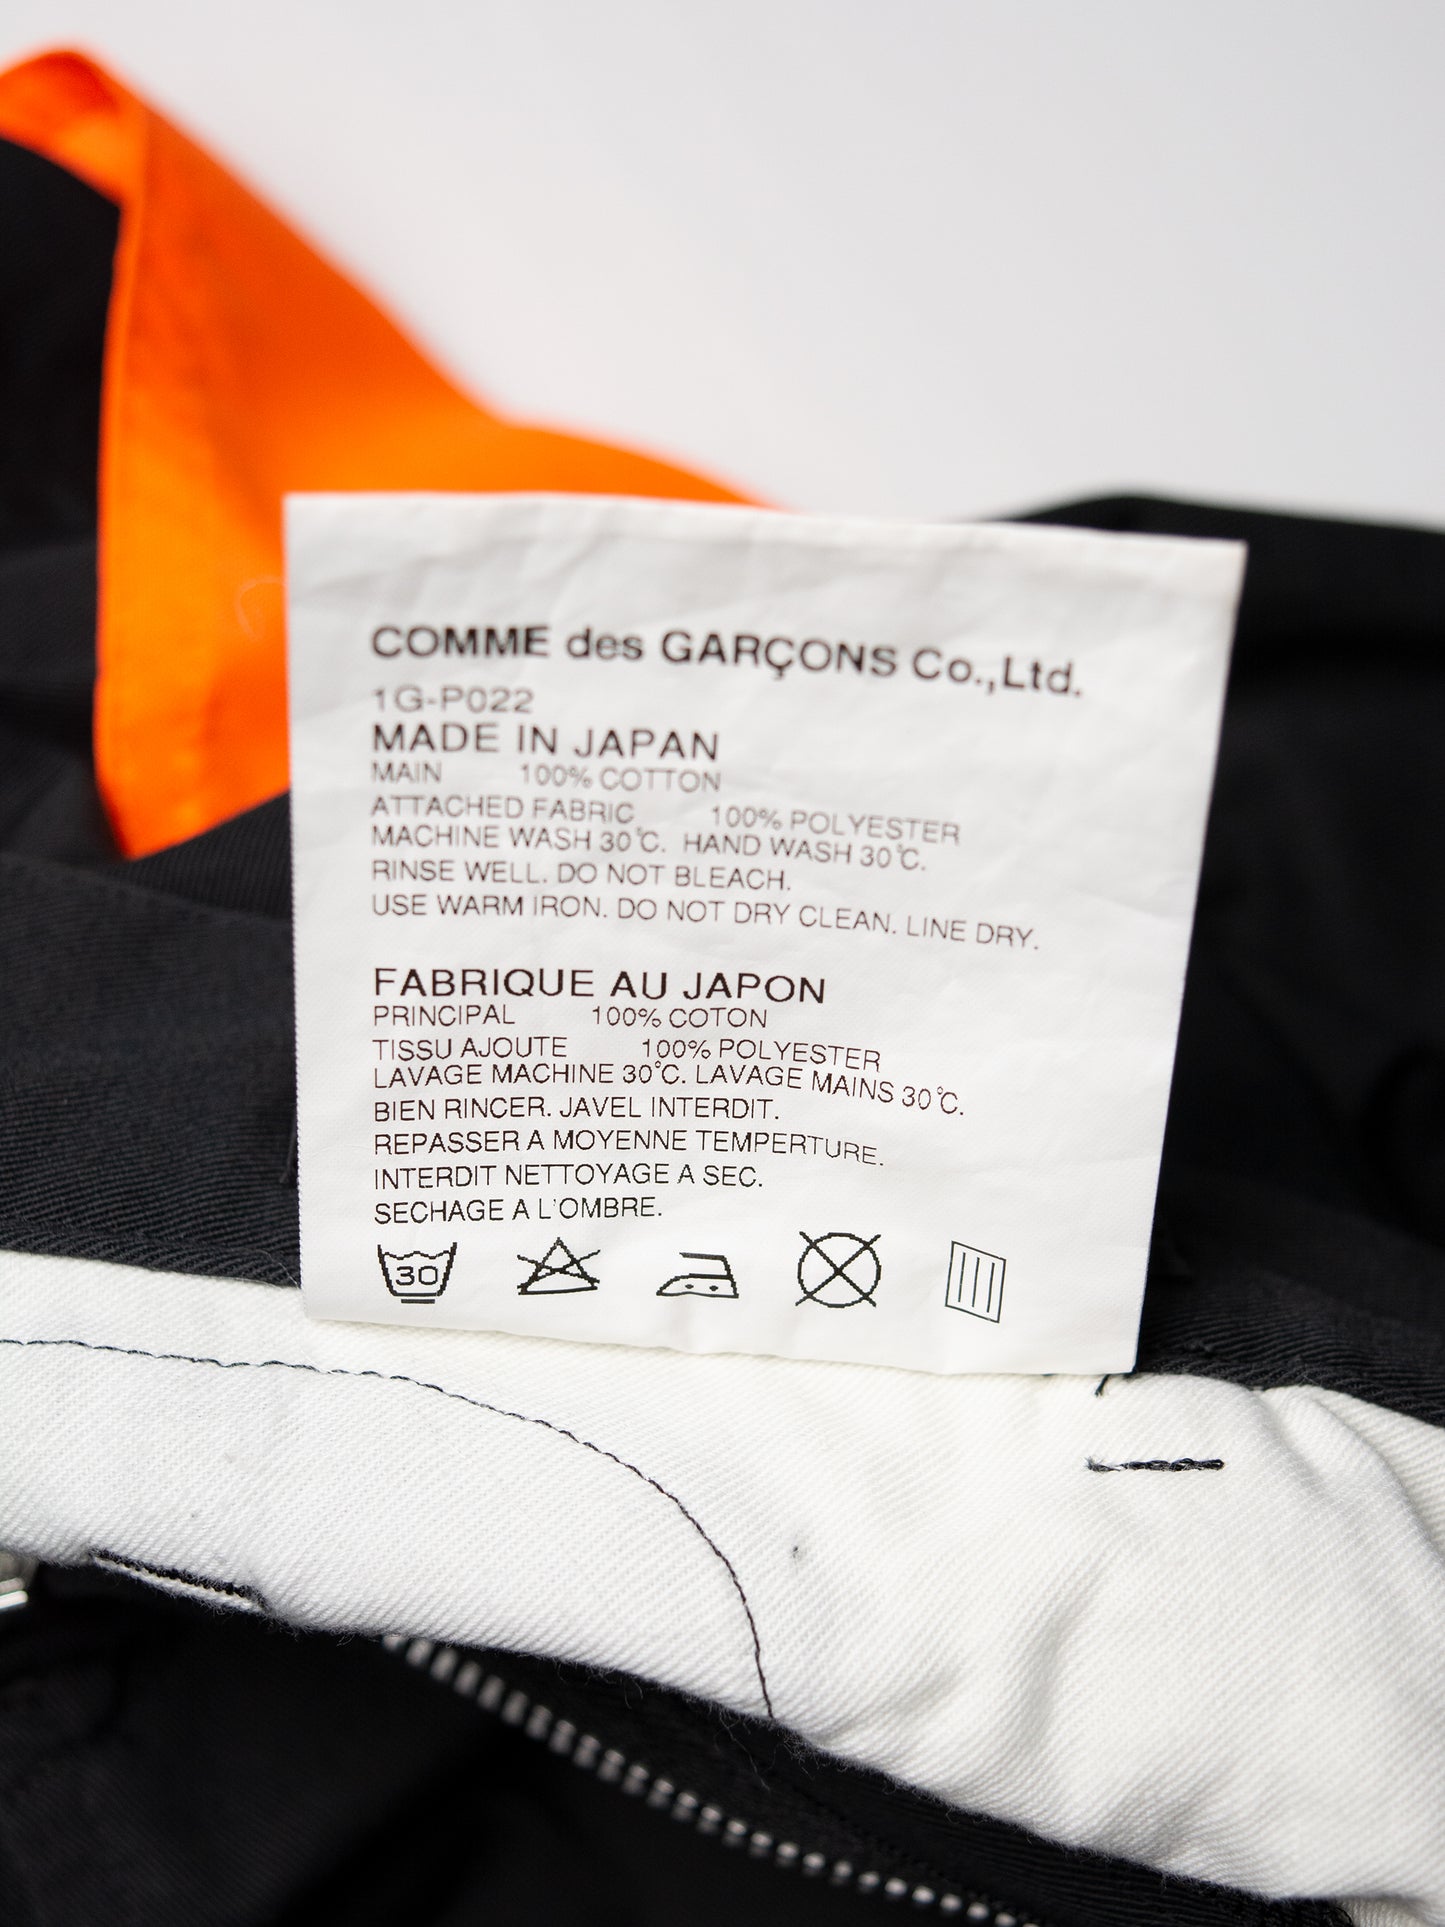 COMME des GARÇONS Co.,Ltd.
1G-P022
MADE IN JAPAN
MAIN 100% COTTON
ATTACHED FABRIC 100% POLYESTER
MACHINE WASH 30℃. HAND WASH 30℃.
RINSE WELL. DO NOT BLEACH.
USE WARM IRON. DO NOT DRY CLEAN. LINE DRY.
FABRIQUE AU JAPON
PRINCIPAL 100% COTON
TISSU AJOUTE 100% POLYESTER
LAVAGE MACHINE 30℃. LAVAGE MAINS 30℃.
BIEN RINCER. JAVEL INTERDIT.
REPASSER A MOYENNE TEMPERTURE.
INTERDIT NETTOYAGE A SEC.
SECHAGE A L'OMBRE.
30